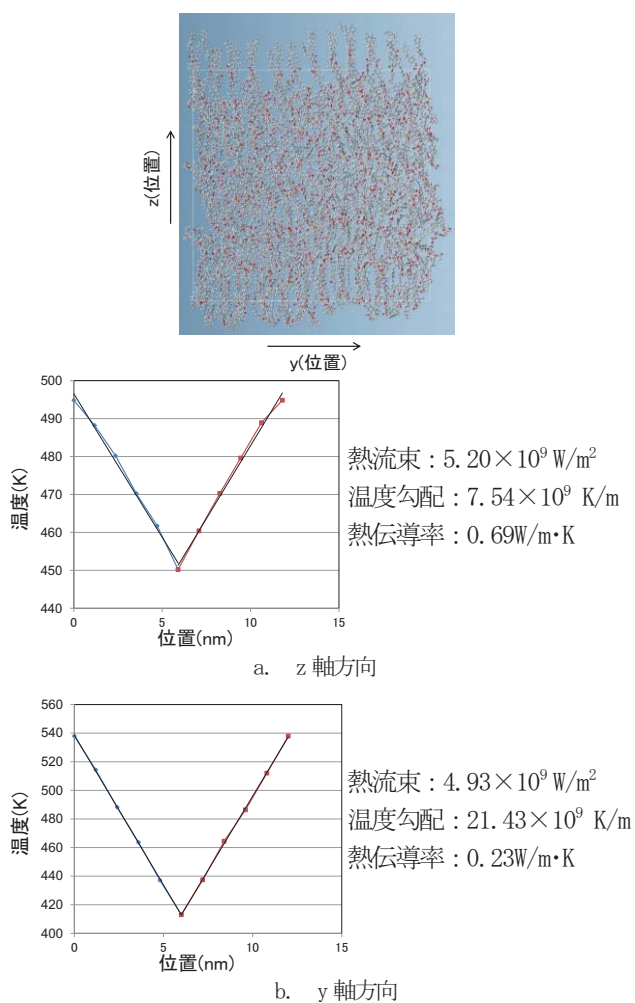 z(位置)
y(位置)
500
490
480
470
460
450
440
温度(K)
0
5
10
15
位置(nm)
熱流束：5.20×10⁹ W/m²
温度勾配：7.54×10⁹ K/m
熱伝導率：0.69W/m・K
a. z 軸方向
560
540
520
500
480
460
440
420
400
温度(K)
0
5
10
15
位置(nm)
熱流束：4.93×10⁹ W/m²
温度勾配：21.43×10⁹ K/m
熱伝導率：0.23W/m・K
b. y 軸方向